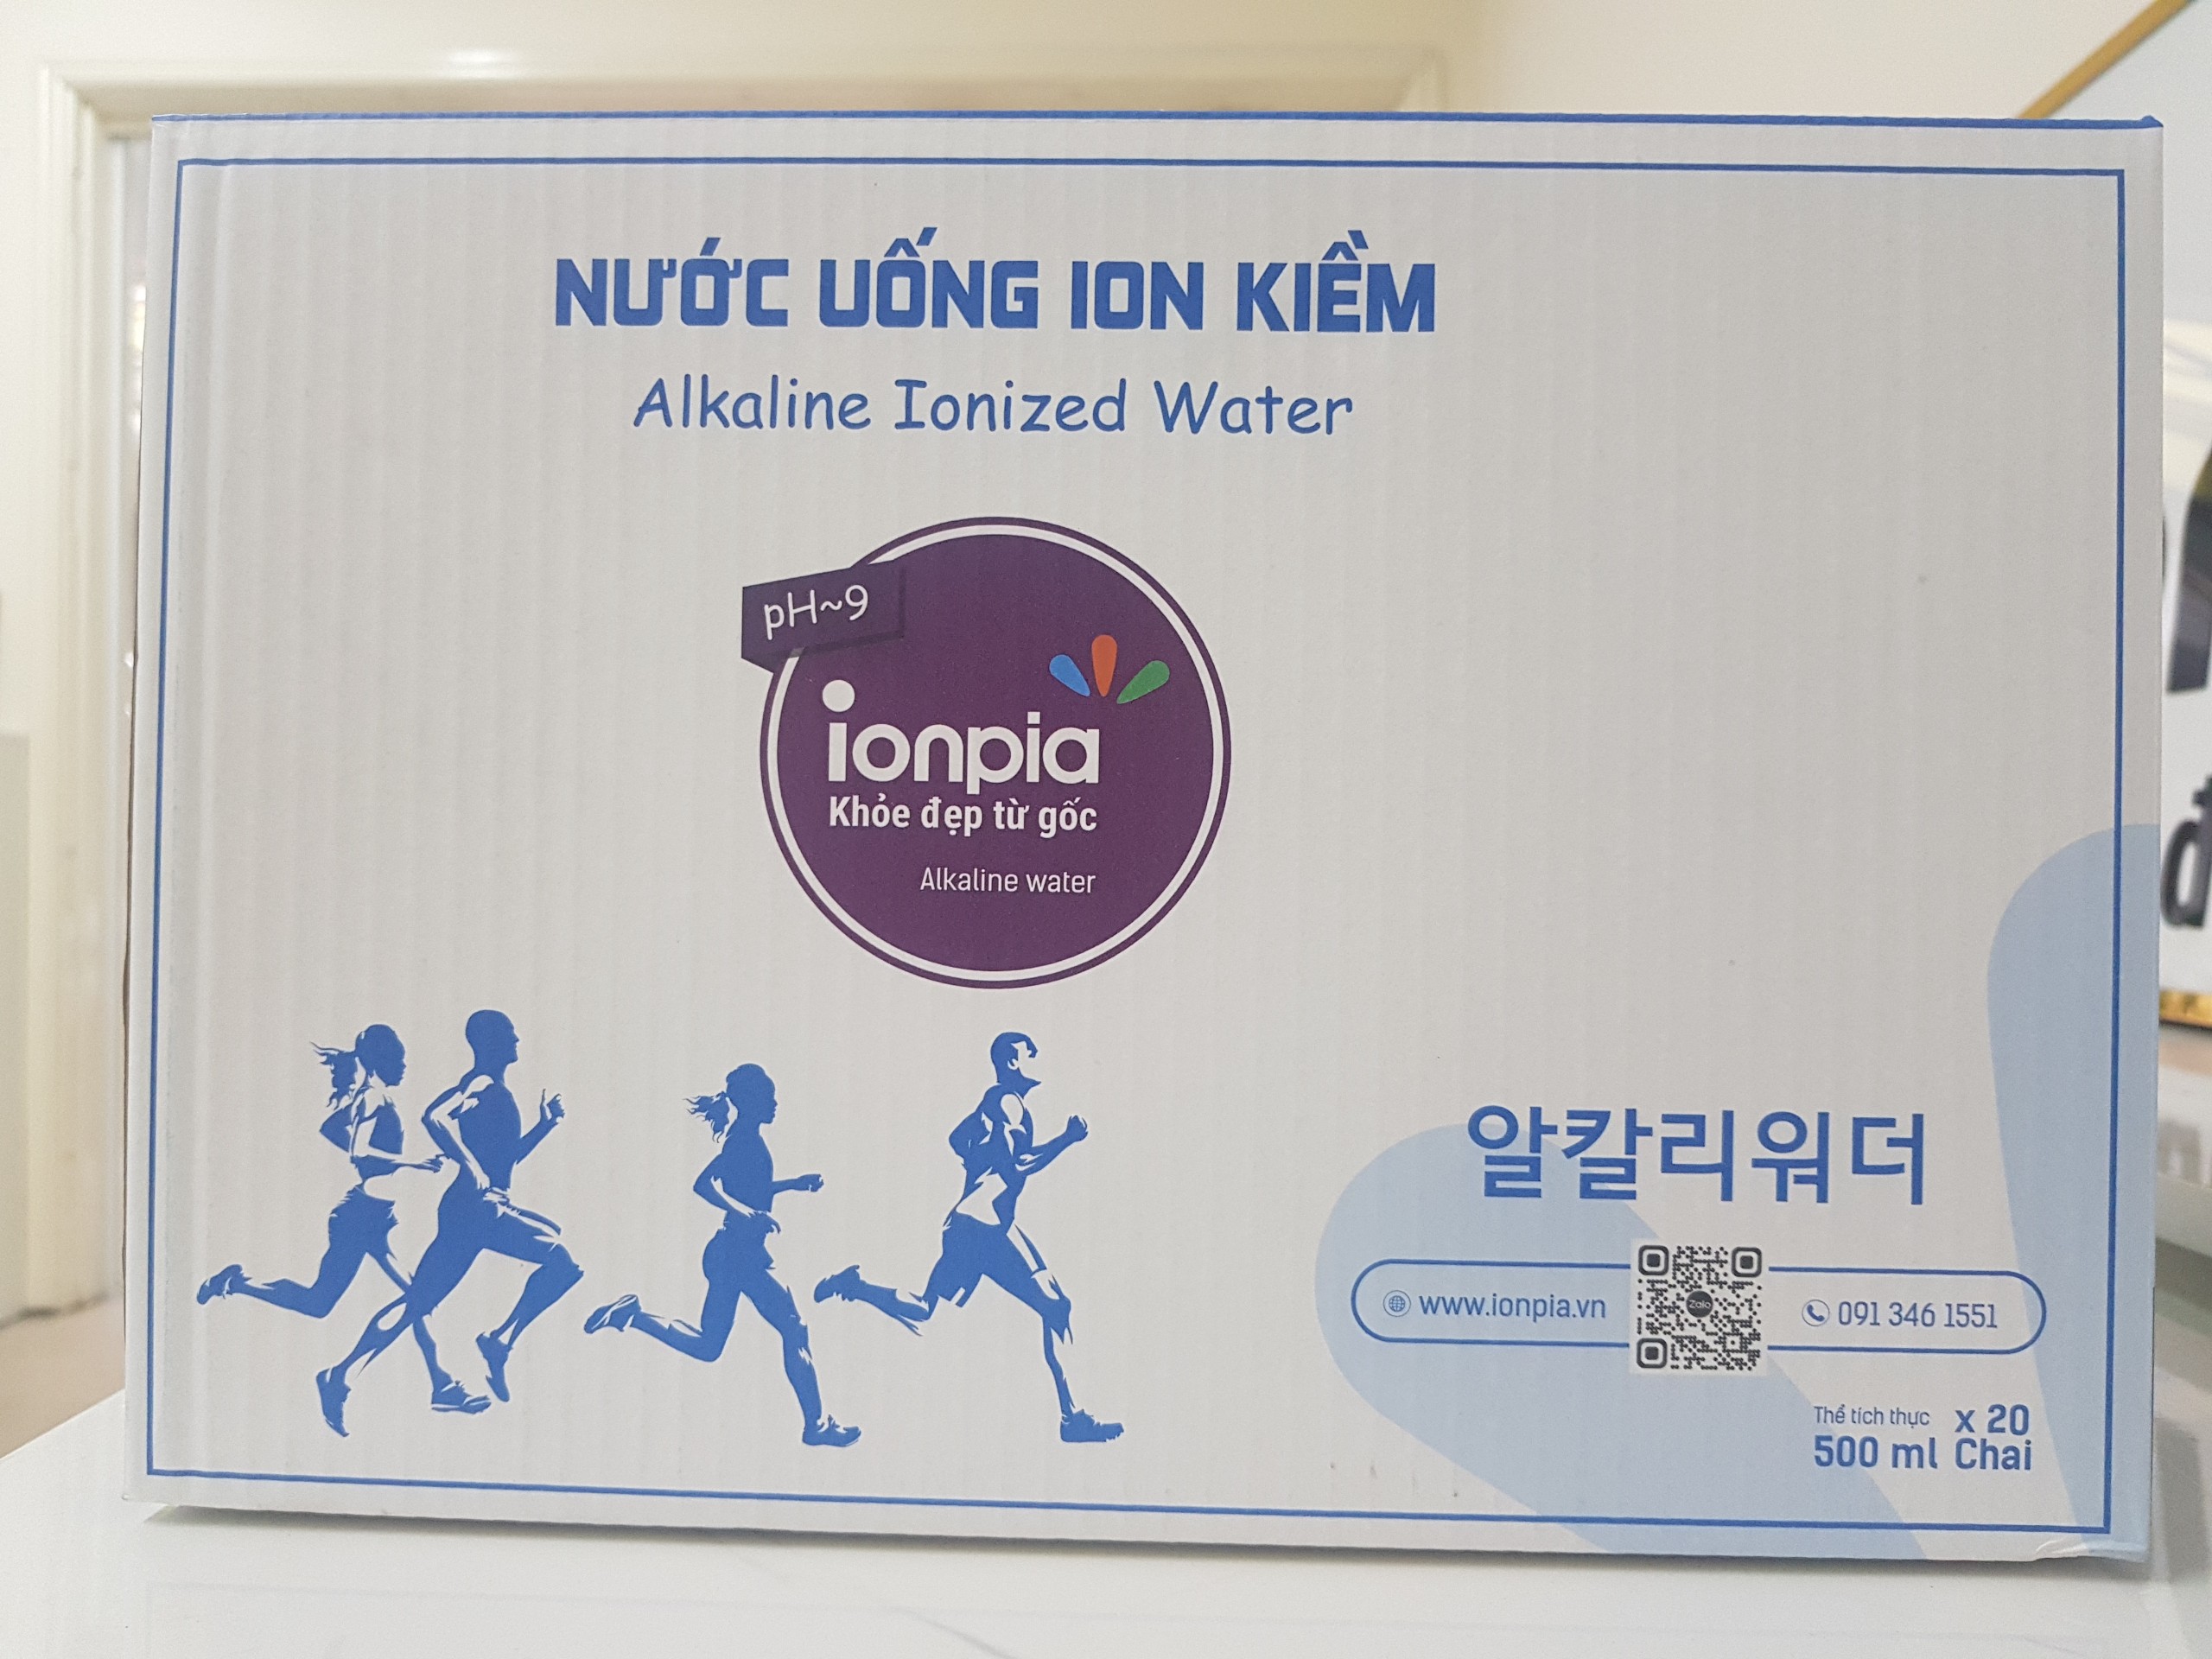 NƯỚC UỐNG ION KIỀM
Alkaline Ionized Water
pH~9
ionpia
Khỏe đẹp từ gốc
Alkaline water
알칼리워더
www.ionpia.vn
Zalo
091 346 1551
Thể tích thực x 20
500 ml Chai
đ